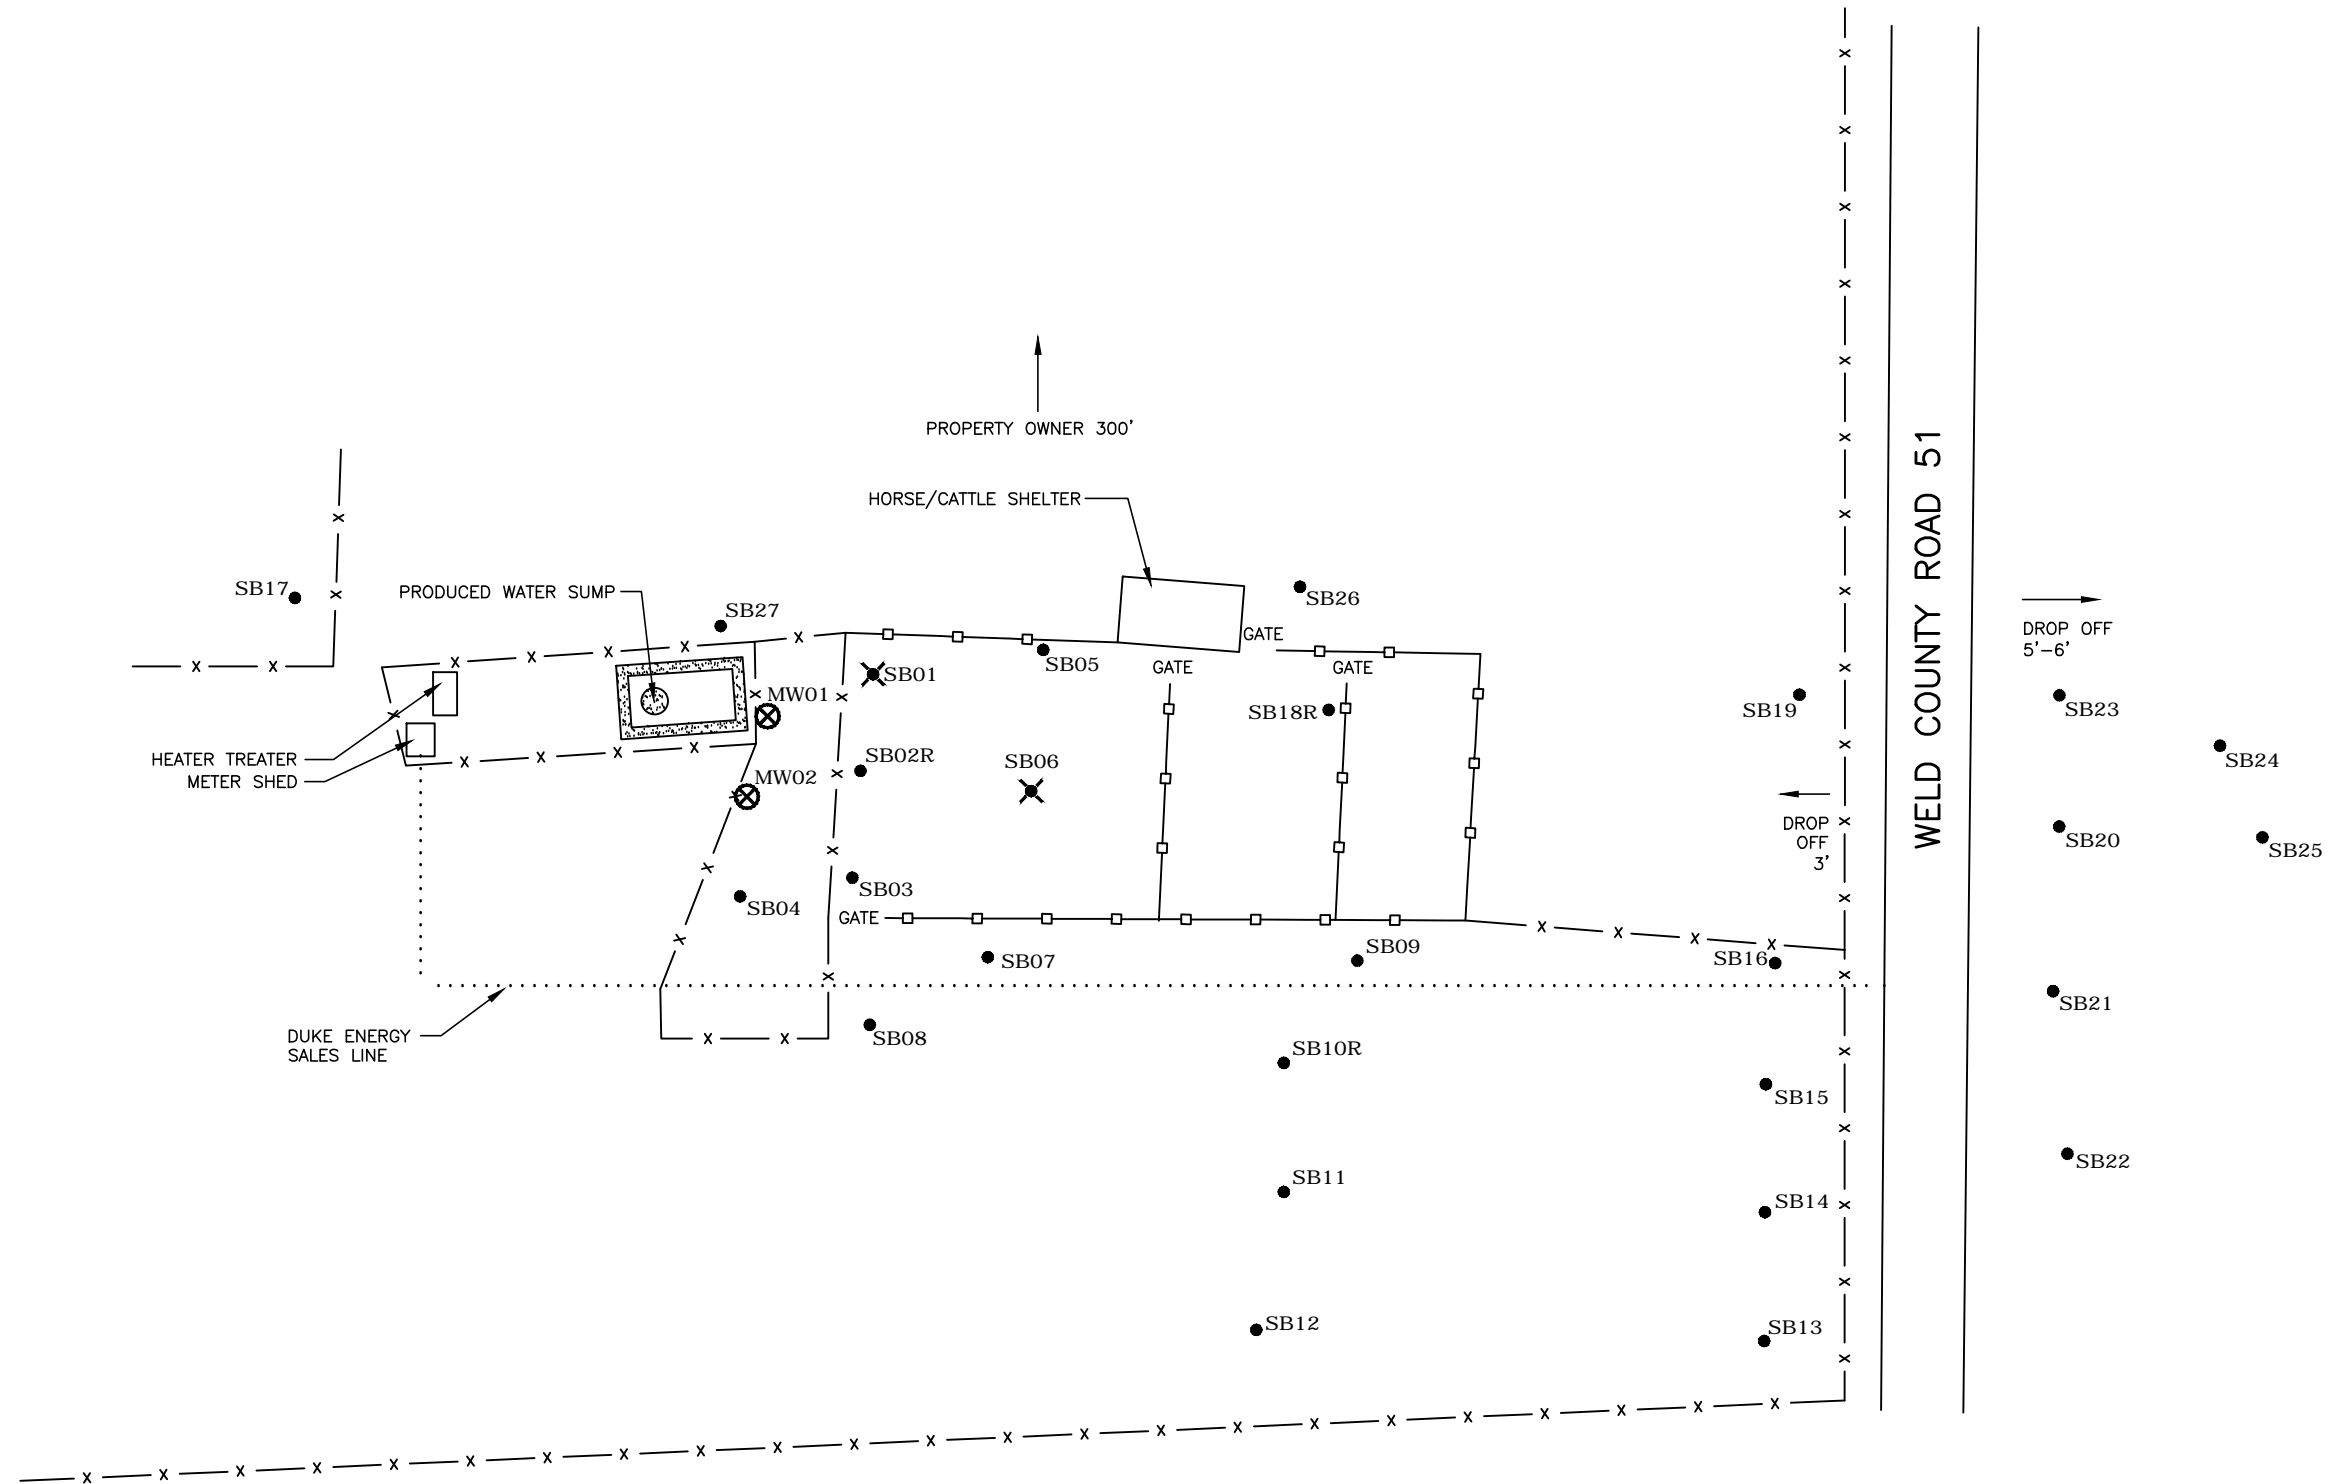 PROPERTY OWNER 300'
WELD COUNTY ROAD 51
HORSE/CATTLE SHELTER
SB17
PRODUCED WATER SUMP
SB27
SB26
DROP OFF
5'-6'
GATE
SB05
GATE
GATE
SB01
MW01
SB18R
SB19
SB23
HEATER TREATER
METER SHED
SB02R
SB06
MW02
SB24
DROP
OFF
3'
SB20
SB25
SB03
SB04
GATE
SB07
SB09
SB16
SB21
DUKE ENERGY
SALES LINE
SB08
SB10R
SB15
SB22
SB11
SB14
SB12
SB13